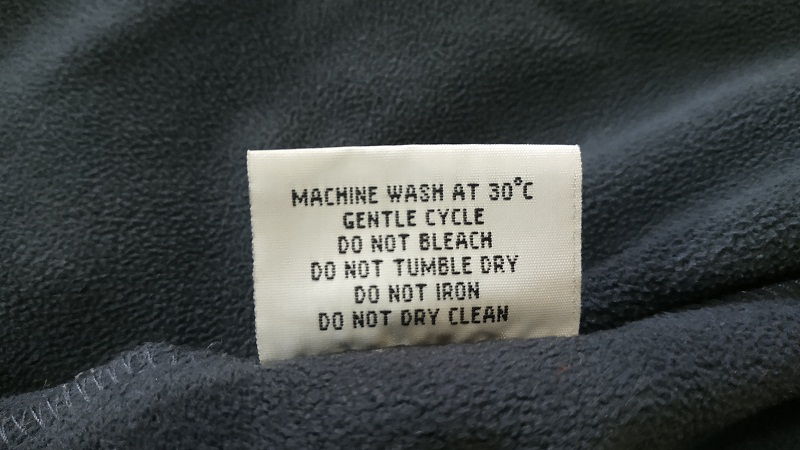 MACHINE WASH AT 30°C
GENTLE CYCLE
DO NOT BLEACH
DO NOT TUMBLE DRY
DO NOT IRON
DO NOT DRY CLEAN